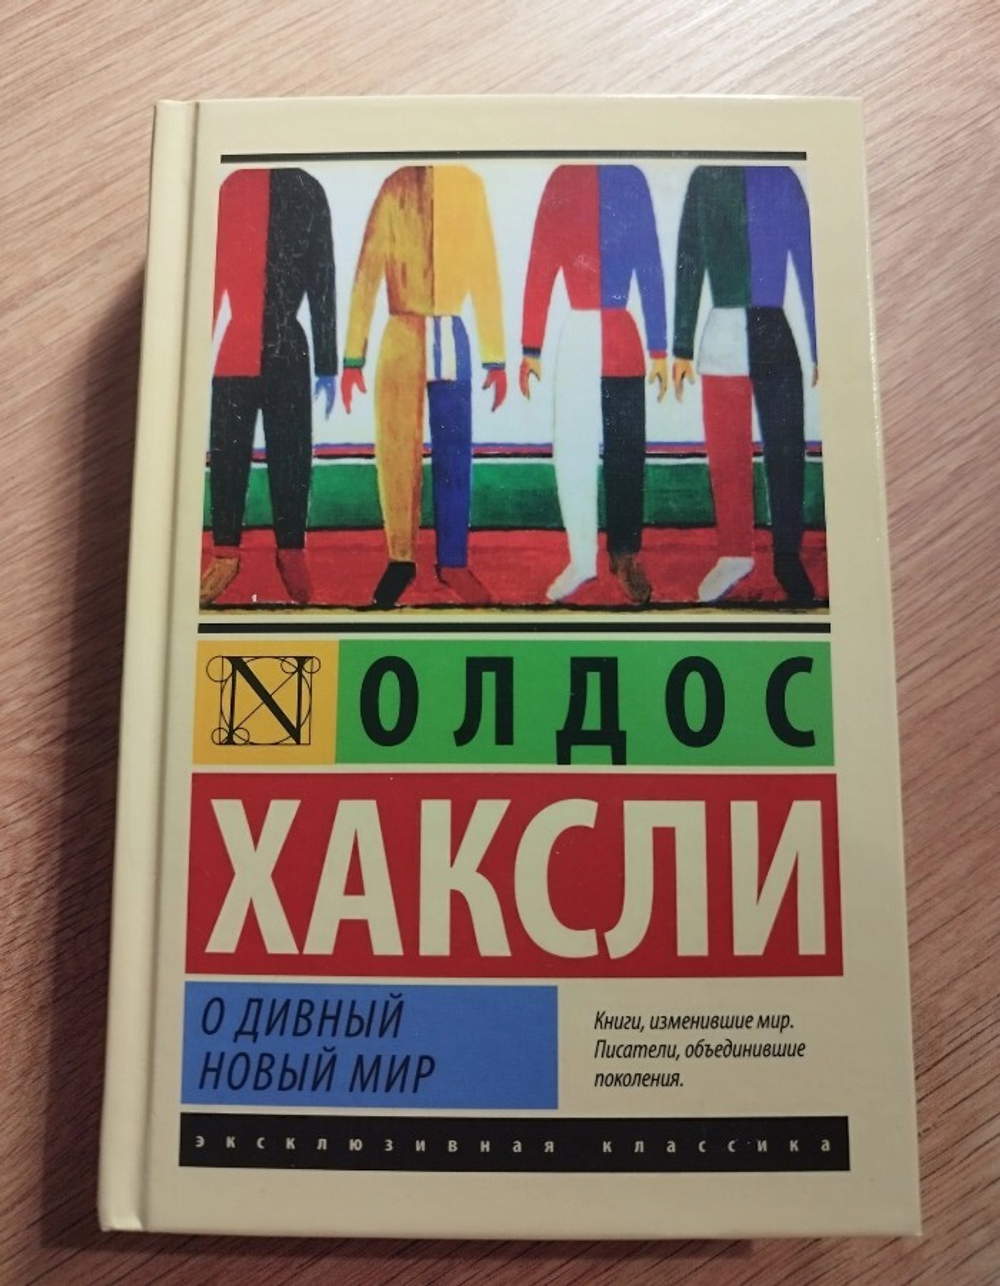 N ОЛДОС
ХАКСЛИ
О ДИВНЫЙ
НОВЫЙ МИР
Книги, изменившие мир.
Писатели, объединившие
поколения.
эксклюзивная классика